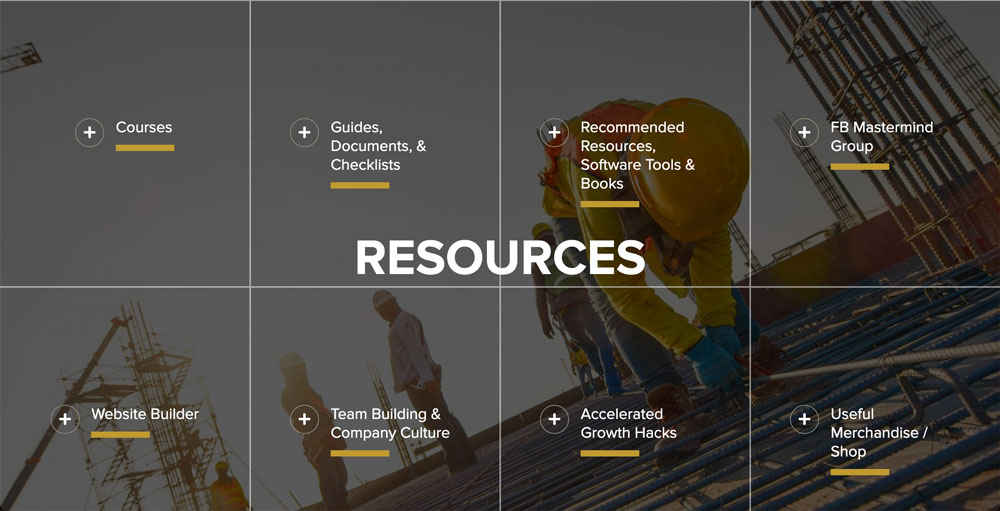 Courses
Guides,
Documents, &
Checklists
Recommended
Resources,
Software Tools &
Books
FB Mastermind
Group
RESOURCES
Website Builder
Team Building &
Company Culture
Accelerated
Growth Hacks
Useful
Merchandise /
Shop